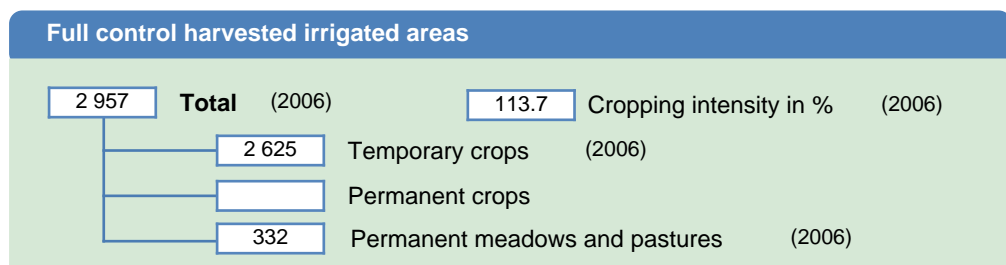 Full control harvested irrigated areas
2 957 Total (2006) 113.7 Cropping intensity in % (2006)
2 625 Temporary crops (2006)
Permanent crops
332 Permanent meadows and pastures (2006)